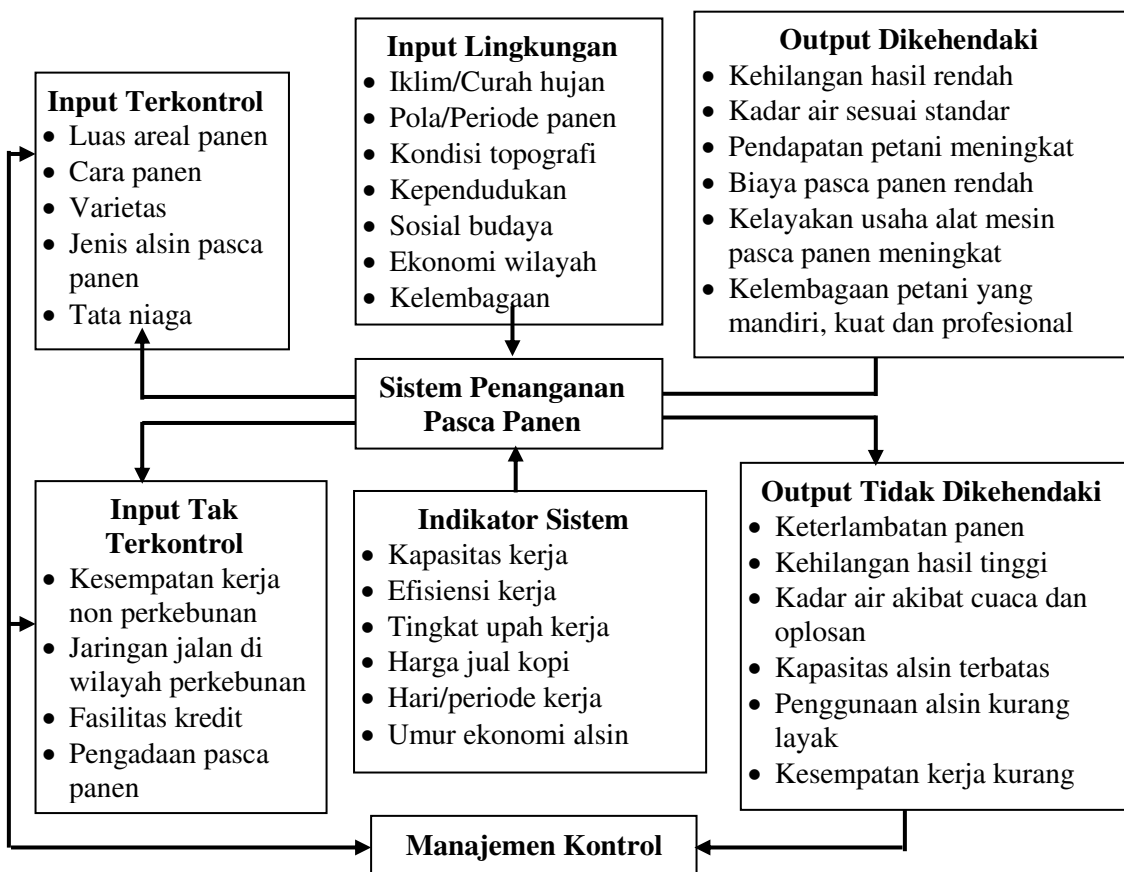 Input Terkontrol
• Luas areal panen
• Cara panen
• Varietas
• Jenis alsin pasca
panen
• Tata niaga
Input Lingkungan
• Iklim/Curah hujan
• Pola/Periode panen
• Kondisi topografi
• Kependudukan
• Sosial budaya
• Ekonomi wilayah
• Kelembagaan
Output Dikehendaki
• Kehilangan hasil rendah
• Kadar air sesuai standar
• Pendapatan petani meningkat
• Biaya pasca panen rendah
• Kelayakan usaha alat mesin
pasca panen meningkat
• Kelembagaan petani yang
mandiri, kuat dan profesional
Sistem Penanganan
Pasca Panen
Input Tak
Terkontrol
• Kesempatan kerja
non perkebunan
• Jaringan jalan di
wilayah perkebunan
• Fasilitas kredit
• Pengadaan pasca
panen
Indikator Sistem
• Kapasitas kerja
• Efisiensi kerja
• Tingkat upah kerja
• Harga jual kopi
• Hari/periode kerja
• Umur ekonomi alsin
Output Tidak Dikehendaki
• Keterlambatan panen
• Kehilangan hasil tinggi
• Kadar air akibat cuaca dan
oplosan
• Kapasitas alsin terbatas
• Penggunaan alsin kurang
layak
• Kesempatan kerja kurang
Manajemen Kontrol